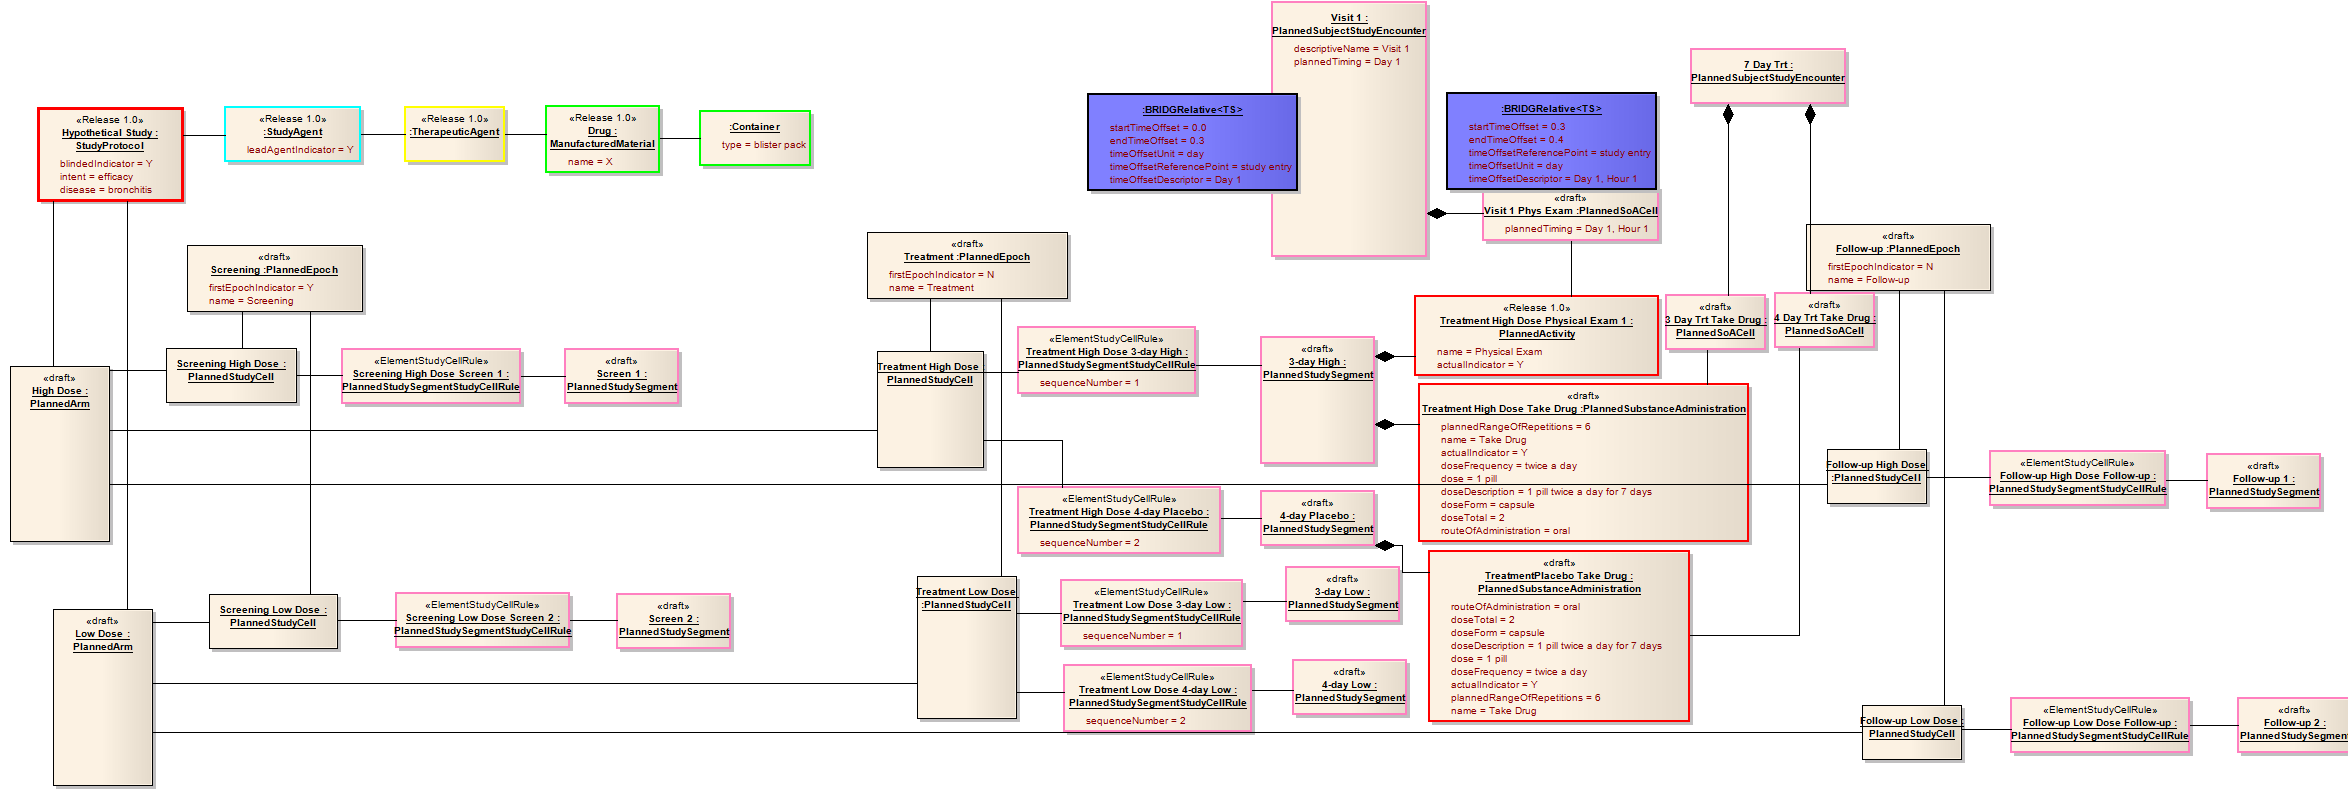 Visit 1 :
PlannedSubjectStudyEncounter
descriptiveName = Visit 1
plannedTiming = Day 1
7 Day Trt :
PlannedSubjectStudyEncounter
«Release 1.0»
Hypothetical Study :
StudyProtocol
blindedIndicator = Y
intent = efficacy
disease = bronchitis
«Release 1.0»
:StudyAgent
leadAgentIndicator = Y
«Release 1.0»
:TherapeuticAgent
«Release 1.0»
Drug :
ManufacturedMaterial
name = X
:Container
type = blister pack
:BRIDGRelative<TS>
startTimeOffset = 0.0
endTimeOffset = 0.3
timeOffsetUnit = day
timeOffsetReferencePoint = study entry
timeOffsetDescriptor = Day 1
:BRIDGRelative<TS>
startTimeOffset = 0.3
endTimeOffset = 0.4
timeOffsetReferencePoint = study entry
timeOffsetUnit = day
timeOffsetDescriptor = Day 1, Hour 1
«draft»
Visit 1 Phys Exam :PlannedSoACell
plannedTiming = Day 1, Hour 1
«draft»
Screening :PlannedEpoch
firstEpochIndicator = Y
name = Screening
«draft»
Treatment :PlannedEpoch
firstEpochIndicator = N
name = Treatment
«draft»
Follow-up :PlannedEpoch
firstEpochIndicator = N
name = Follow-up
«draft»
High Dose :
PlannedArm
Screening High Dose :
PlannedStudyCell
«ElementStudyCellRule»
Screening High Dose Screen 1 :
PlannedStudySegmentStudyCellRule
«draft»
Screen 1 :
PlannedStudySegment
Treatment High Dose :
PlannedStudyCell
«ElementStudyCellRule»
Treatment High Dose 3-day High :
PlannedStudySegmentStudyCellRule
sequenceNumber = 1
«draft»
3-day High :
PlannedStudySegment
«Release 1.0»
Treatment High Dose Physical Exam 1 :
PlannedActivity
name = Physical Exam
actualIndicator = Y
«draft»
3 Day Trt Take Drug :
PlannedSoACell
«draft»
4 Day Trt Take Drug :
PlannedSoACell
«draft»
Treatment High Dose Take Drug :PlannedSubstanceAdministration
plannedRangeOfRepetitions = 6
name = Take Drug
actualIndicator = Y
doseFrequency = twice a day
dose = 1 pill
doseDescription = 1 pill twice a day for 7 days
doseForm = capsule
doseTotal = 2
routeOfAdministration = oral
Follow-up High Dose
:PlannedStudyCell
«ElementStudyCellRule»
Follow-up High Dose Follow-up :
PlannedStudySegmentStudyCellRule
«draft»
Follow-up 1 :
PlannedStudySegment
«ElementStudyCellRule»
Treatment High Dose 4-day Placebo :
PlannedStudySegmentStudyCellRule
sequenceNumber = 2
«draft»
4-day Placebo :
PlannedStudySegment
«draft»
TreatmentPlacebo Take Drug :
PlannedSubstanceAdministration
routeOfAdministration = oral
doseTotal = 2
doseForm = capsule
doseDescription = 1 pill twice a day for 7 days
dose = 1 pill
doseFrequency = twice a day
actualIndicator = Y
plannedRangeOfRepetitions = 6
name = Take Drug
«draft»
Low Dose :
PlannedArm
Screening Low Dose :
PlannedStudyCell
«ElementStudyCellRule»
Screening Low Dose Screen 2 :
PlannedStudySegmentStudyCellRule
«draft»
Screen 2 :
PlannedStudySegment
Treatment Low Dose
:PlannedStudyCell
«ElementStudyCellRule»
Treatment Low Dose 3-day Low :
PlannedStudySegmentStudyCellRule
sequenceNumber = 1
«draft»
3-day Low :
PlannedStudySegment
«ElementStudyCellRule»
Treatment Low Dose 4-day Low :
PlannedStudySegmentStudyCellRule
sequenceNumber = 2
«draft»
4-day Low :
PlannedStudySegment
Follow-up Low Dose :
PlannedStudyCell
«ElementStudyCellRule»
Follow-up Low Dose Follow-up :
PlannedStudySegmentStudyCellRule
«draft»
Follow-up 2 :
PlannedStudySegment